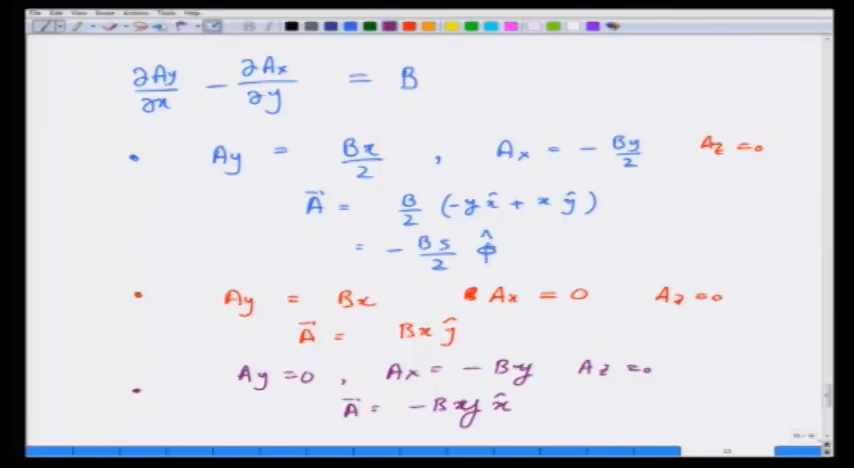 ∂Ay/∂x − ∂Ax/∂y = B
• Ay = Bx/2 , Ax = − By/2 Az = 0
A⃗ = B/2 (−y x̂ + x ŷ)
= − Bs/2 ϕ̂
• Ay = Bx Ax = 0 Az = 0
A⃗ = Bx ŷ
• Ay = 0 , Ax = − By Az = 0
A⃗ = − By x̂